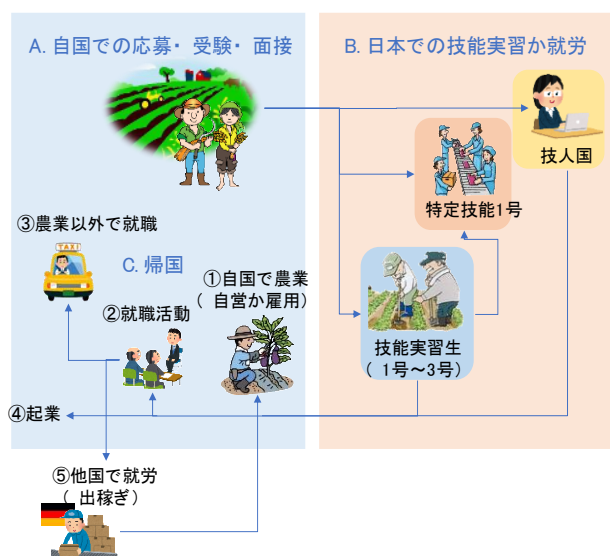 A. 自国での応募・ 受験・ 面接
B. 日本での技能実習か就労
技人国
特定技能1号
③農業以外で就職
TAXI
C. 帰国
①自国で農業
( 自営か雇用)
②就職活動
技能実習生
( 1号～3号)
④起業
⑤他国で就労
( 出稼ぎ)